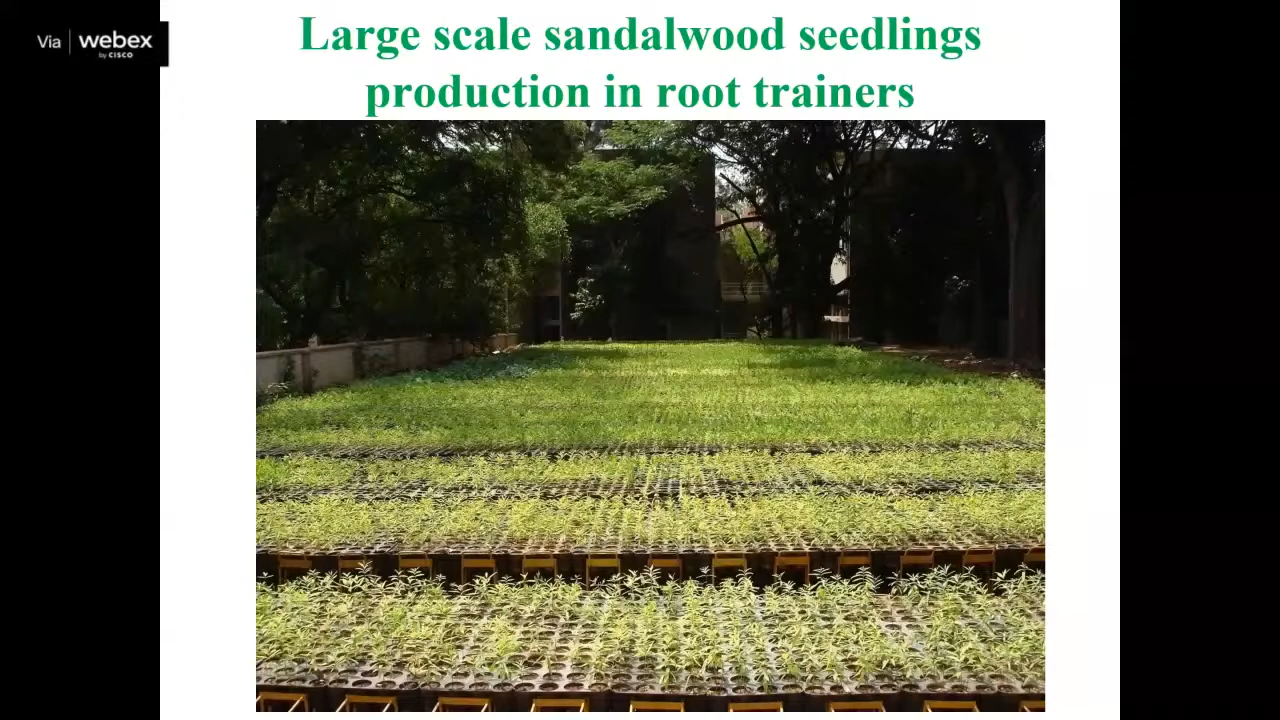 Via webex
by CISCO
Large scale sandalwood seedlings
production in root trainers